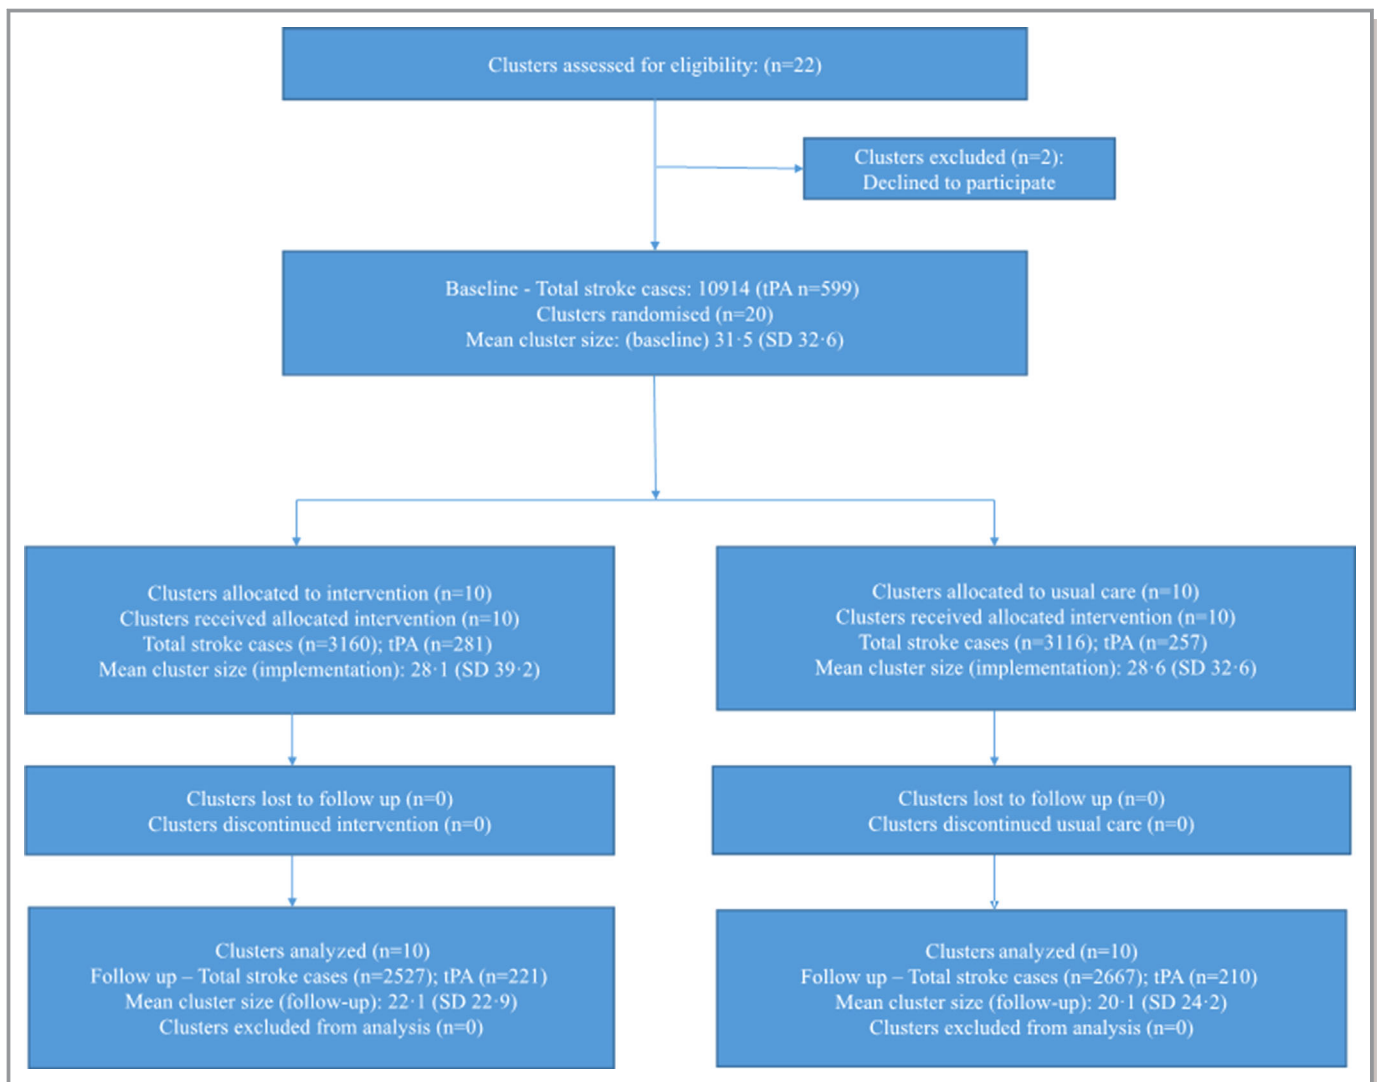 Clusters assessed for eligibility: (n=22)
Clusters excluded (n=2):
Declined to participate
Baseline - Total stroke cases: 10914 (tPA n=599)
Clusters randomised (n=20)
Mean cluster size: (baseline) 31·5 (SD 32·6)
Clusters allocated to intervention (n=10)
Clusters received allocated intervention (n=10)
Total stroke cases (n=3160); tPA (n=281)
Mean cluster size (implementation): 28·1 (SD 39·2)
Clusters allocated to usual care (n=10)
Clusters received allocated intervention (n=10)
Total stroke cases (n=3116); tPA (n=257)
Mean cluster size (implementation): 28·6 (SD 32·6)
Clusters lost to follow up (n=0)
Clusters discontinued intervention (n=0)
Clusters lost to follow up (n=0)
Clusters discontinued usual care (n=0)
Clusters analyzed (n=10)
Follow up – Total stroke cases (n=2527); tPA (n=221)
Mean cluster size (follow-up): 22·1 (SD 22·9)
Clusters excluded from analysis (n=0)
Clusters analyzed (n=10)
Follow up – Total stroke cases (n=2667); tPA (n=210)
Mean cluster size (follow-up): 20·1 (SD 24·2)
Clusters excluded from analysis (n=0)